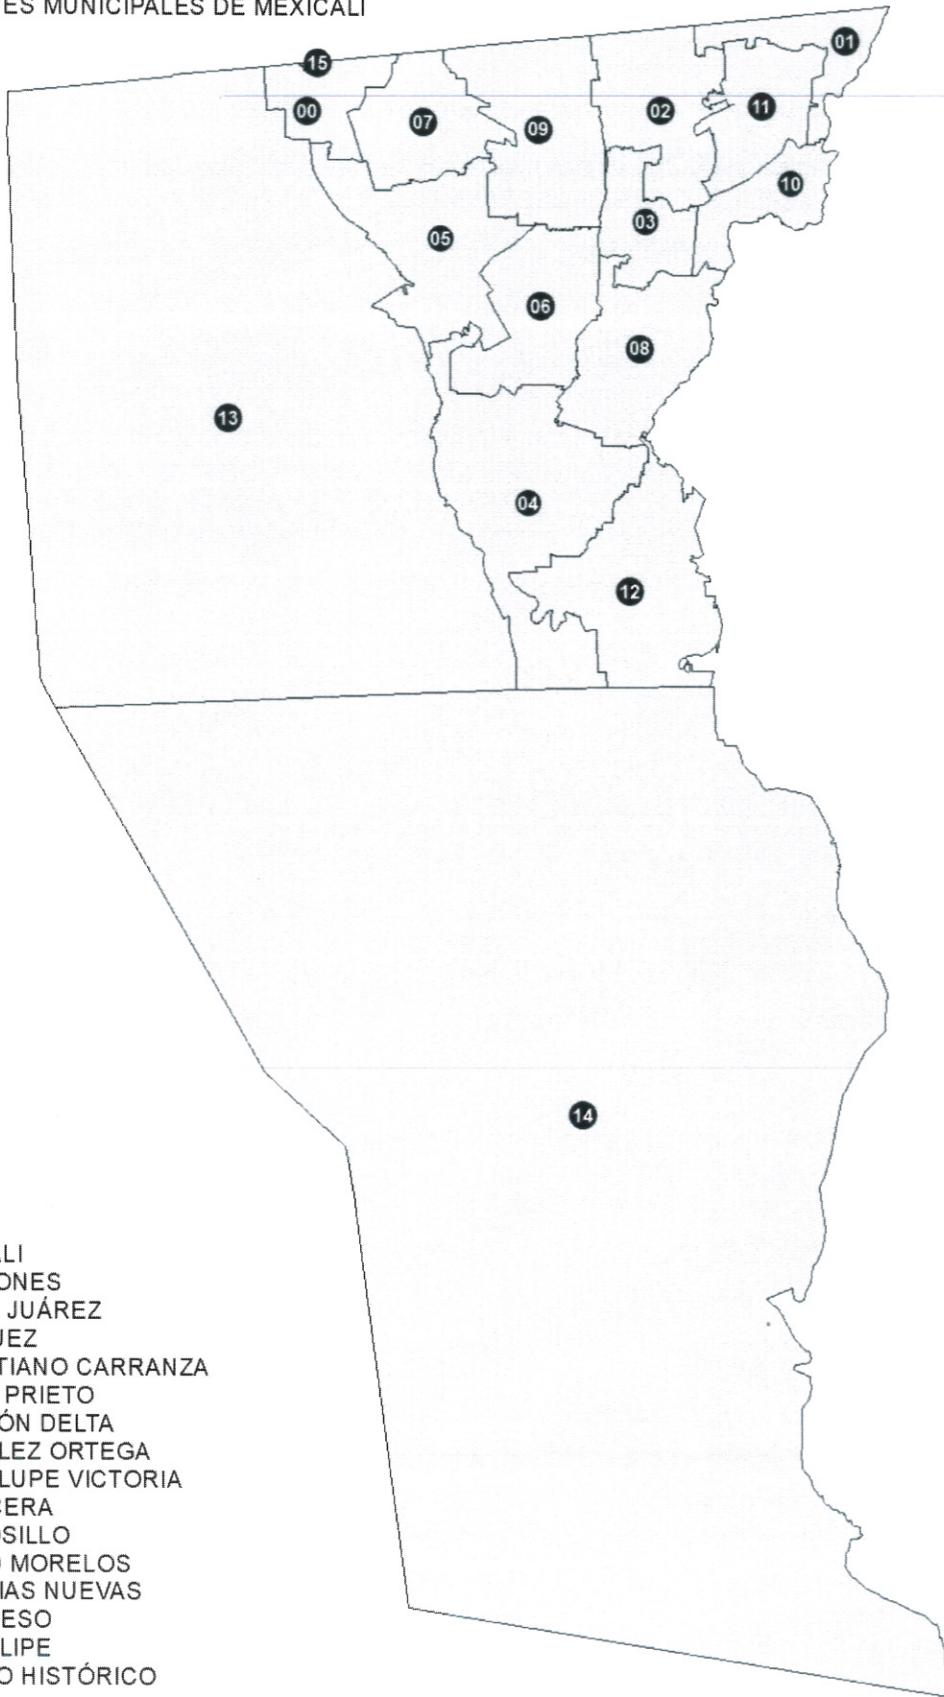 ES MUNICIPALES DE MEXICALI
01
15
00
07
09
02
11
10
03
05
06
08
13
04
12
14
LI
ONES
JUÁREZ
UEZ
TIANO CARRANZA
PRIETO
ÓN DELTA
LEZ ORTEGA
LUPE VICTORIA
CERA
SILLO
MORELOS
IAS NUEVAS
ESO
LIPE
O HISTÓRICO